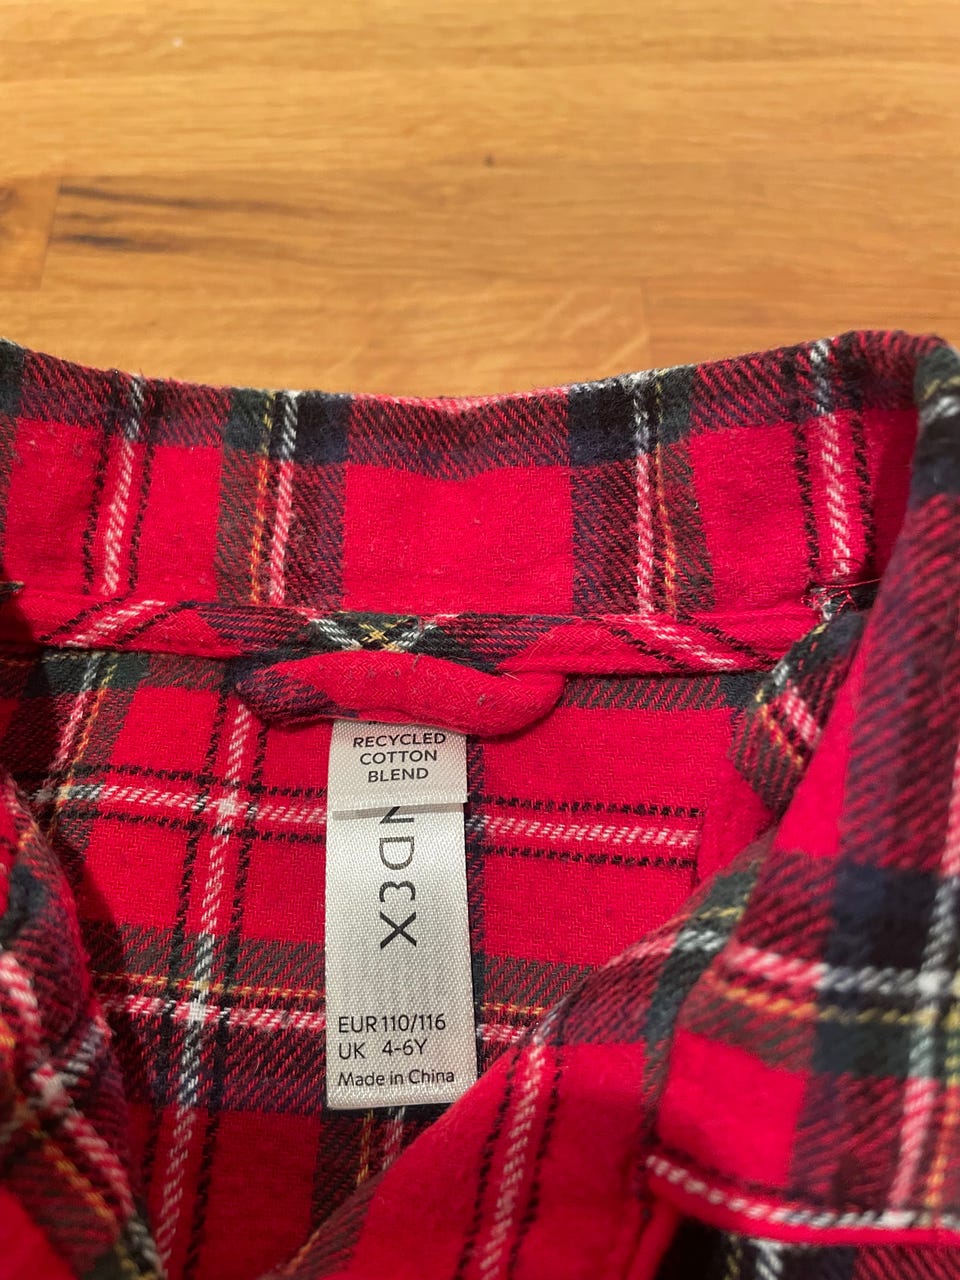 RECYCLED
COTTON
BLEND
NDEX
EUR 110/116
UK 4-6Y
Made in China